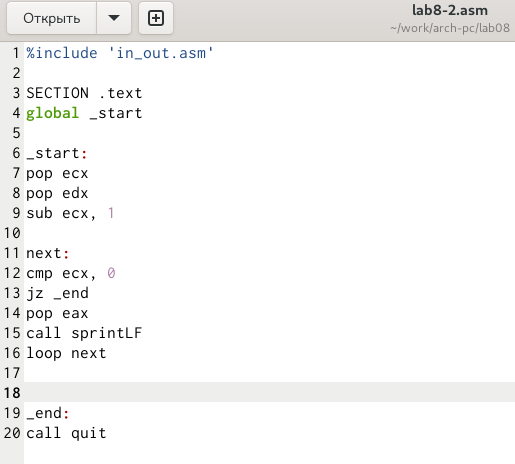 Открыть
lab8-2.asm
~/work/arch-pc/lab08
1 %include 'in_out.asm'
2
3 SECTION .text
4 global _start
5
6 _start:
7 pop ecx
8 pop edx
9 sub ecx, 1
10
11 next:
12 cmp ecx, 0
13 jz _end
14 pop eax
15 call sprintLF
16 loop next
17
18
19 _end:
20 call quit